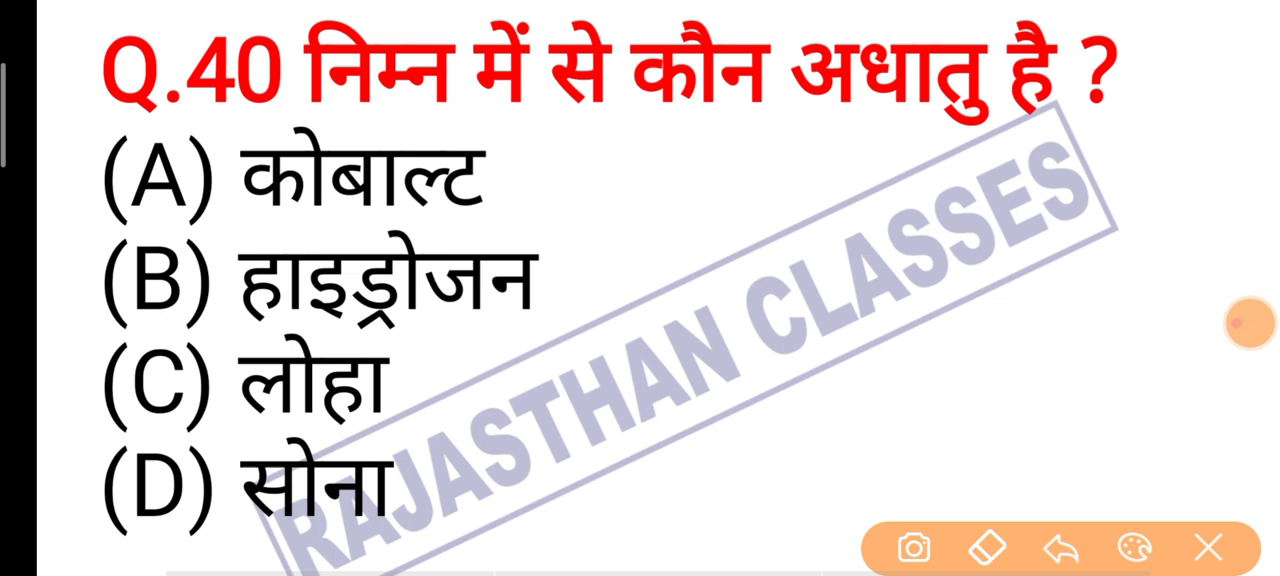 Q.40 निम्न में से कौन अधातु है ?
(A) कोबाल्ट
(B) हाइड्रोजन
(C) लोहा
(D) सोना
RAJASTHAN CLASSES